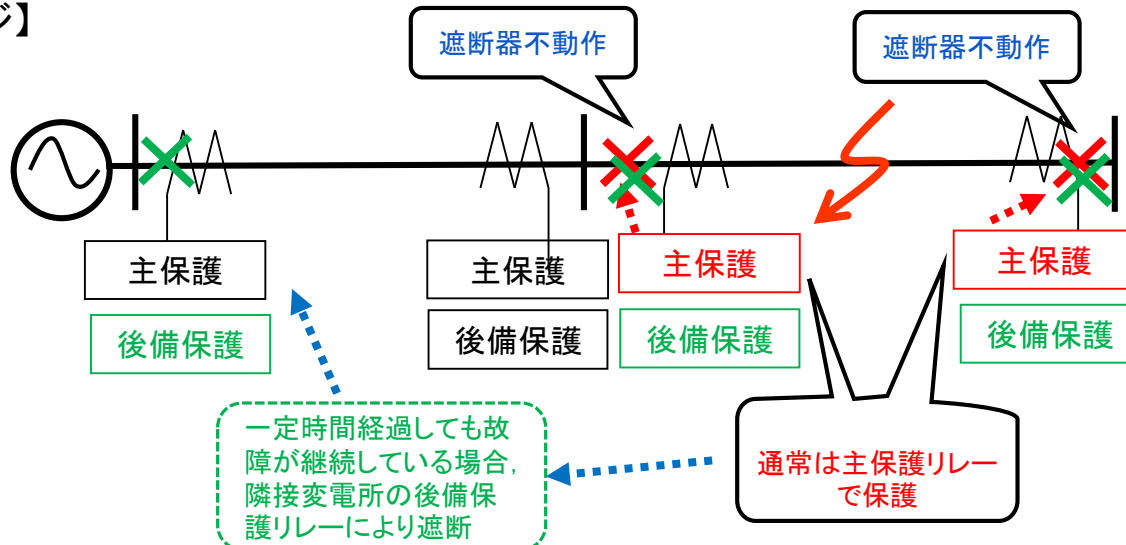 ジ】
遮断器不動作
遮断器不動作
主保護
主保護
主保護
主保護
後備保護
後備保護
後備保護
後備保護
一定時間経過しても故
障が継続している場合,
隣接変電所の後備保
護リレーにより遮断
通常は主保護リレー
で保護